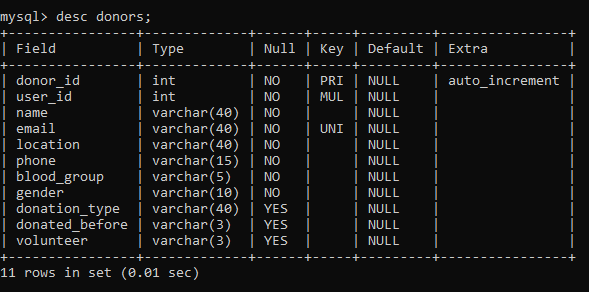 mysql> desc donors;
+----------------+-------------+------+-----+---------+----------------+
| Field          | Type        | Null | Key | Default | Extra          |
+----------------+-------------+------+-----+---------+----------------+
| donor_id       | int         | NO   | PRI | NULL    | auto_increment |
| user_id        | int         | NO   | MUL | NULL    |                |
| name           | varchar(40) | NO   |     | NULL    |                |
| email          | varchar(40) | NO   | UNI | NULL    |                |
| location       | varchar(40) | NO   |     | NULL    |                |
| phone          | varchar(15) | NO   |     | NULL    |                |
| blood_group    | varchar(5)  | NO   |     | NULL    |                |
| gender         | varchar(10) | NO   |     | NULL    |                |
| donation_type  | varchar(40) | YES  |     | NULL    |                |
| donated_before | varchar(3)  | YES  |     | NULL    |                |
| volunteer      | varchar(3)  | YES  |     | NULL    |                |
+----------------+-------------+------+-----+---------+----------------+
11 rows in set (0.01 sec)